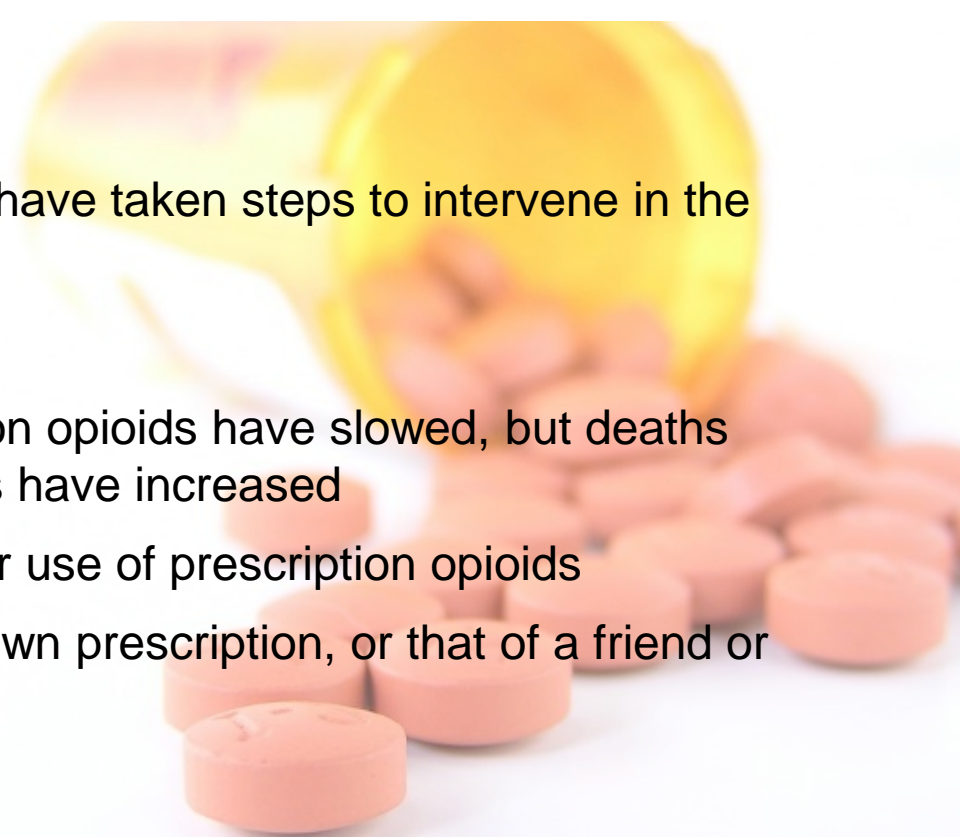 have taken steps to intervene in the
on opioids have slowed, but deaths
s have increased
r use of prescription opioids
wn prescription, or that of a friend or